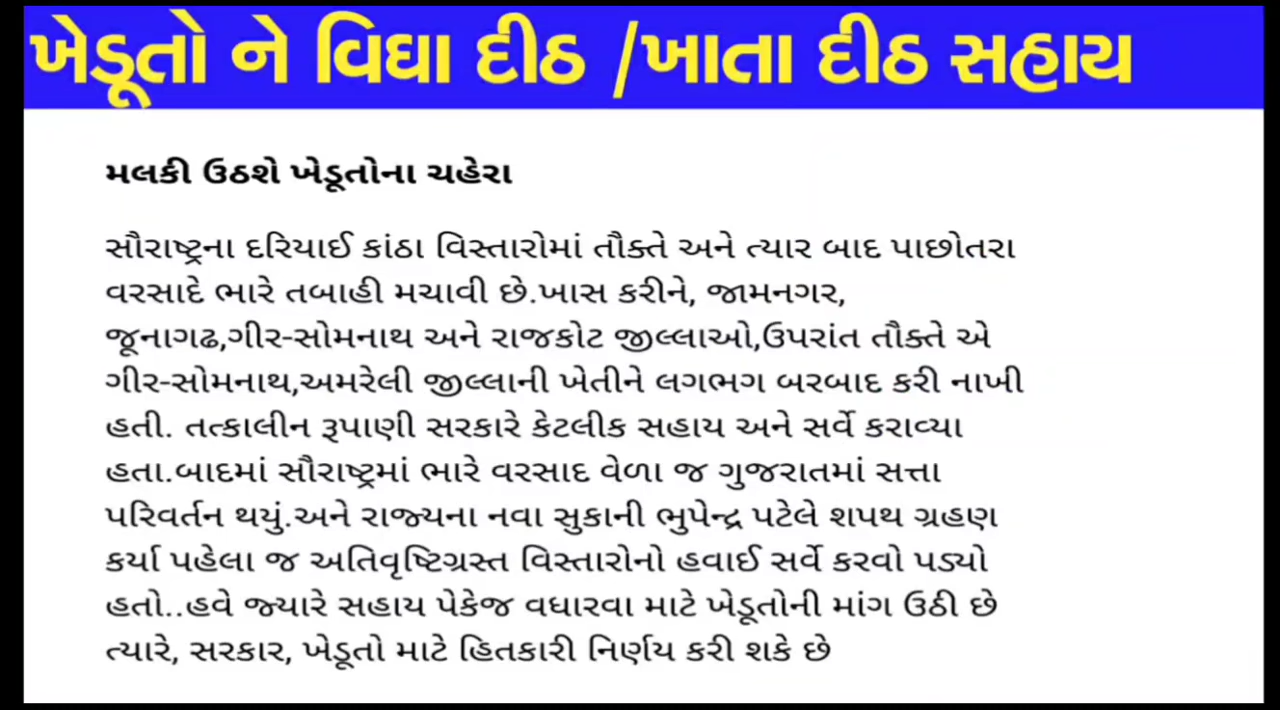 ખેડૂતો ને વિઘા દીઠ /ખાતા દીઠ સહાય
મલકી ઉઠશે ખેડૂતોના ચહેરા
સૌરાષ્ટ્રના દરિયાઈ કાંઠા વિસ્તારોમાં તૌક્તે અને ત્યાર બાદ પાછોતરા
વરસાદે ભારે તબાહી મચાવી છે.ખાસ કરીને, જામનગર,
જૂનાગઢ,ગીર-સોમનાથ અને રાજકોટ જીલ્લાઓ,ઉપરાંત તૌક્તે એ
ગીર-સોમનાથ,અમરેલી જીલ્લાની ખેતીને લગભગ બરબાદ કરી નાખી
હતી. તત્કાલીન રૂપાણી સરકારે કેટલીક સહાય અને સર્વે કરાવ્યા
હતા.બાદમાં સૌરાષ્ટ્રમાં ભારે વરસાદ વેળા જ ગુજરાતમાં સત્તા
પરિવર્તન થયું.અને રાજ્યના નવા સુકાની ભુપેન્દ્ર પટેલે શપથ ગ્રહણ
કર્યા પહેલા જ અતિવૃષ્ટિગ્રસ્ત વિસ્તારોનો હવાઈ સર્વે કરવો પડ્યો
હતો..હવે જ્યારે સહાય પેકેજ વધારવા માટે ખેડૂતોની માંગ ઉઠી છે
ત્યારે, સરકાર, ખેડૂતો માટે હિતકારી નિર્ણય કરી શકે છે